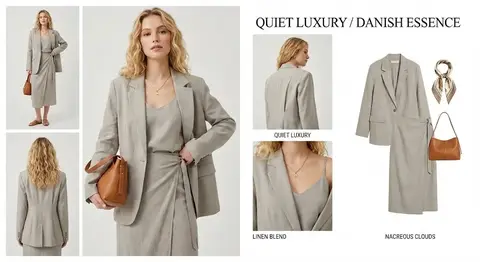 QUIET LUXURY / DANISH ESSENCE
QUIET LUXURY
LINEN BLEND
NACREOUS CLOUDS